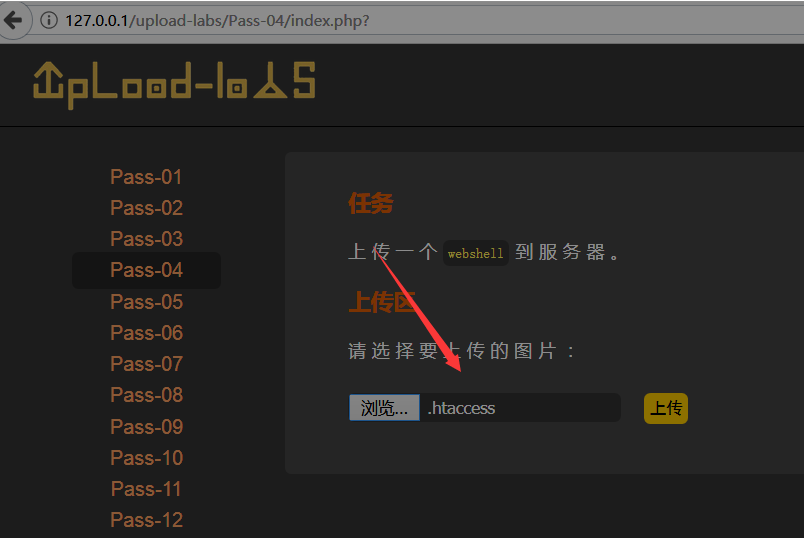 127.0.0.1/upload-labs/Pass-04/index.php?
UpLoad-labs
Pass-01
Pass-02
Pass-03
Pass-04
Pass-05
Pass-06
Pass-07
Pass-08
Pass-09
Pass-10
Pass-11
Pass-12
任务
上传一个 webshell 到服务器。
上传区
请选择要上传的图片：
浏览... .htaccess 上传